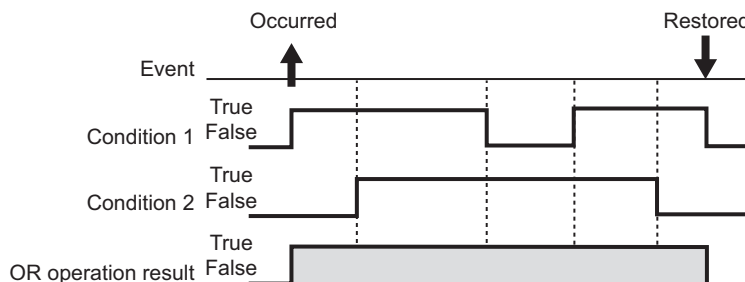 Occurred Restored
Event
True
Condition 1 False
True
Condition 2 False
True
OR operation result False